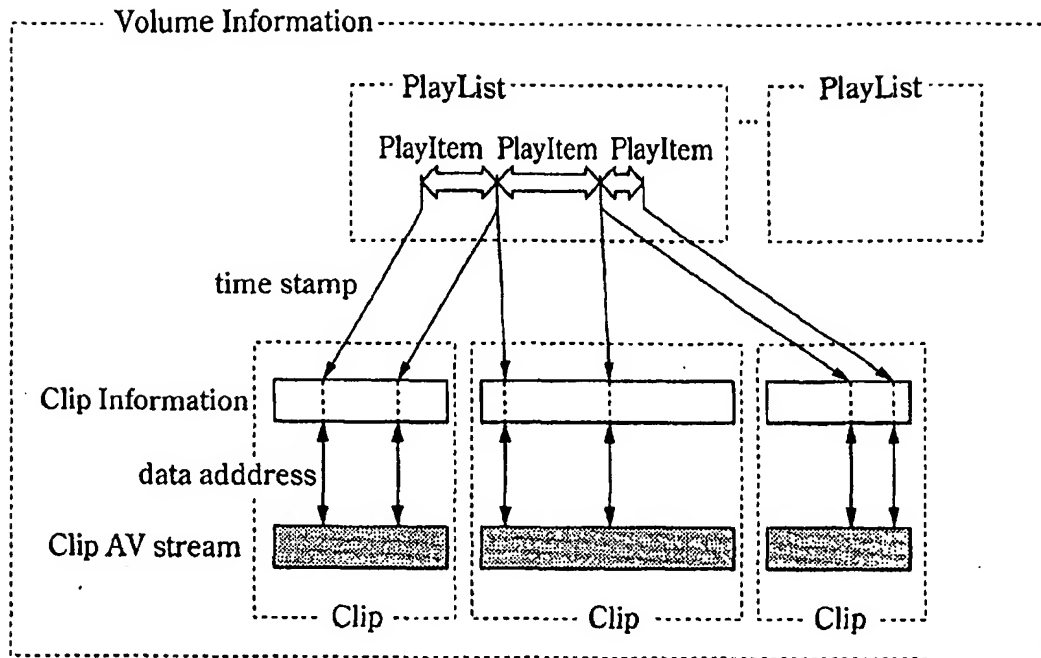 Volume Information
PlayList
PlayList
...
PlayItem PlayItem PlayItem
time stamp
Clip Information
data adddress
Clip AV stream
Clip
Clip
Clip